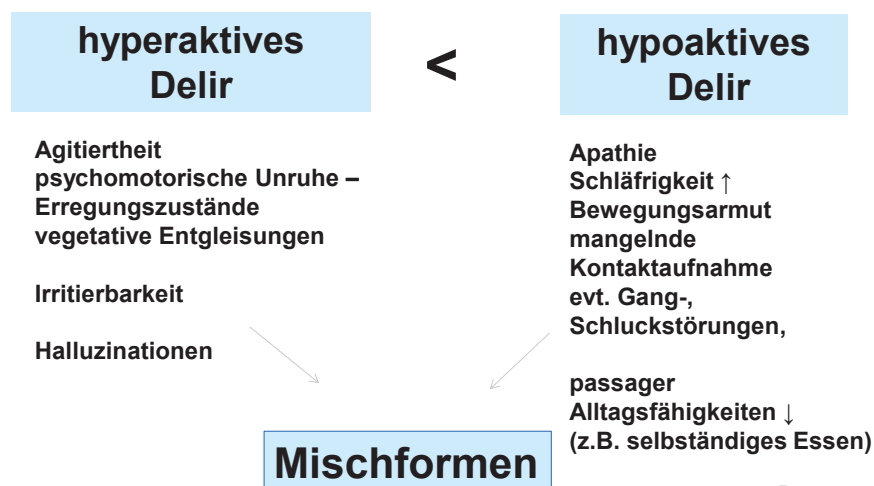 hyperaktives
Delir
<
hypoaktives
Delir
Agitiertheit
psychomotorische Unruhe –
Erregungszustände
vegetative Entgleisungen
Irritierbarkeit
Halluzinationen
Apathie
Schläfrigkeit ↑
Bewegungsarmut
mangelnde
Kontaktaufnahme
evt. Gang-,
Schluckstörungen,
passager
Alltagsfähigkeiten ↓
(z.B. selbständiges Essen)
Mischformen